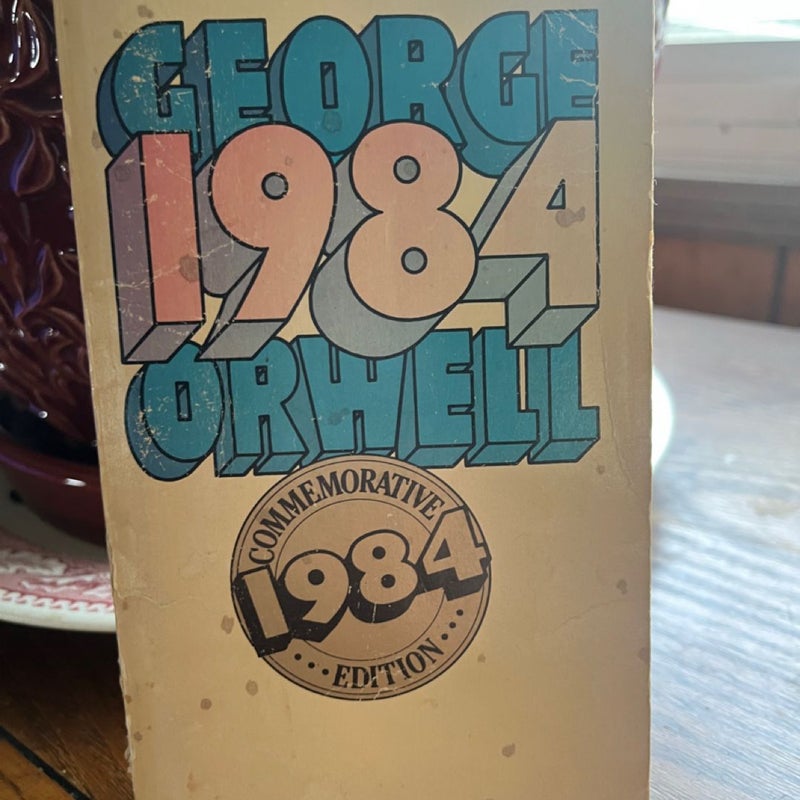 GEORGE
1984
ORWELL
COMMEMORATIVE
1984
•••EDITION•••